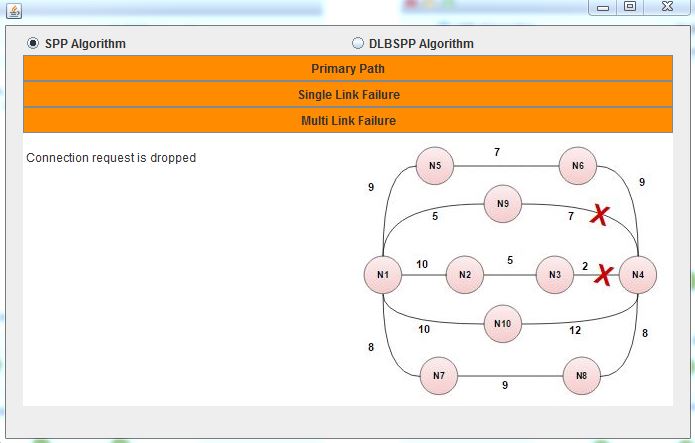 SPP Algorithm DLBSPP Algorithm
Primary Path
Single Link Failure
Multi Link Failure
Connection request is dropped
7
N5 N6
9 9
N9
5 7 X
10 5 2
N1 N2 N3 X N4
N10
10 12
8 8
N7 N8
9